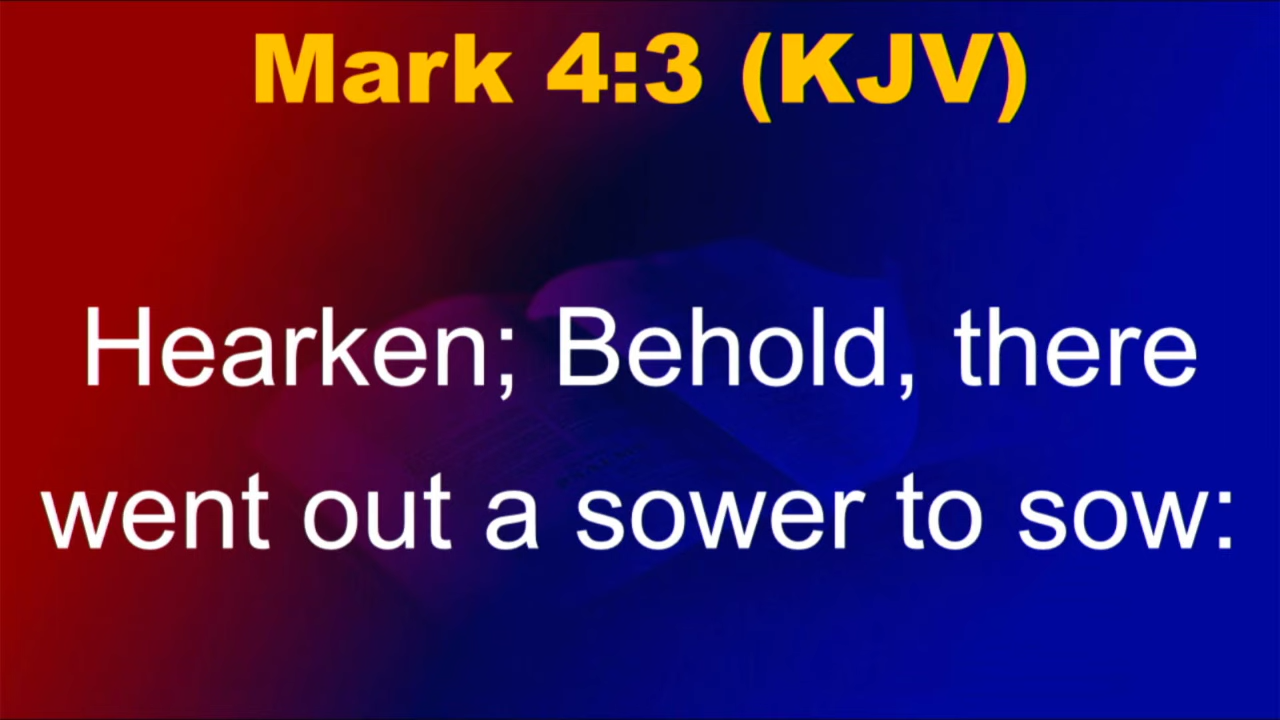 Mark 4:3 (KJV)
Hearken; Behold, there
went out a sower to sow: